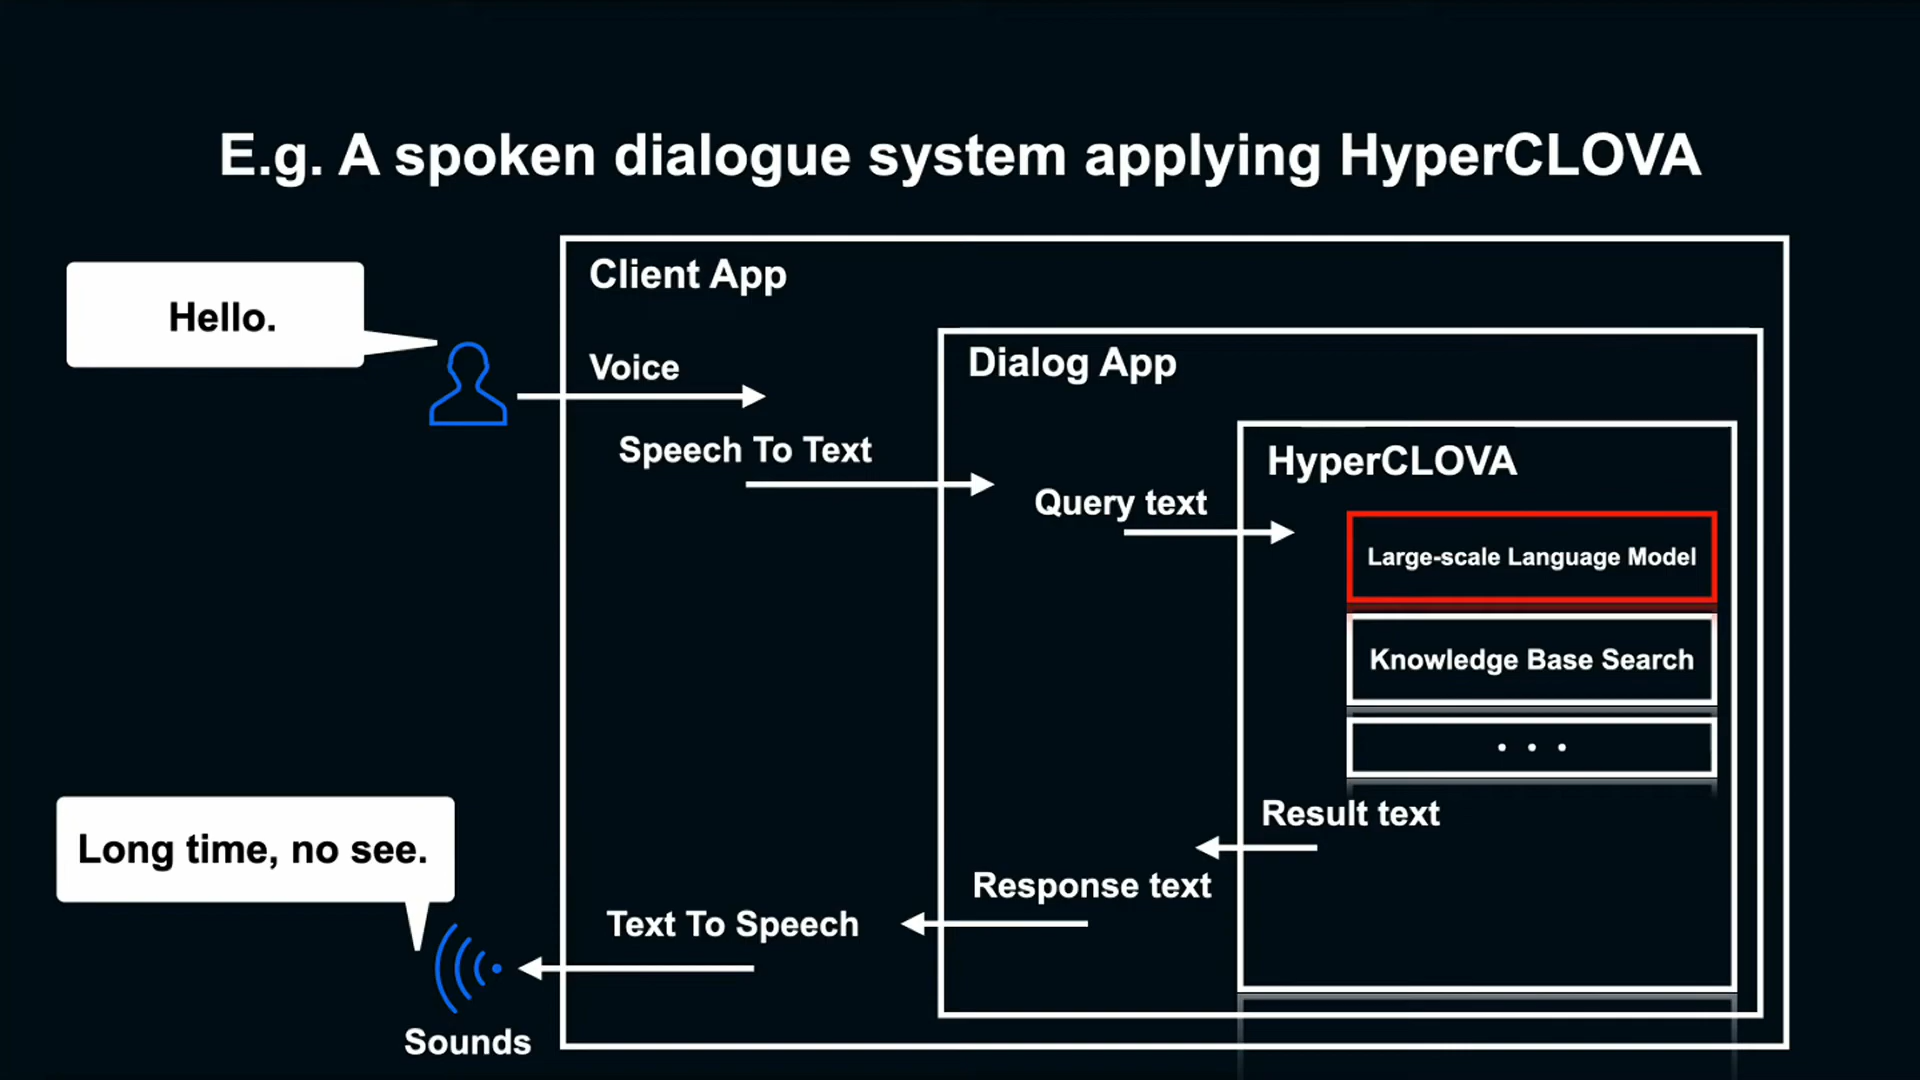 E.g. A spoken dialogue system applying HyperCLOVA
Client App
Hello.
Voice
Dialog App
Speech To Text
HyperCLOVA
Query text
Large-scale Language Model
Knowledge Base Search
. . .
Result text
Long time, no see.
Response text
Text To Speech
Sounds